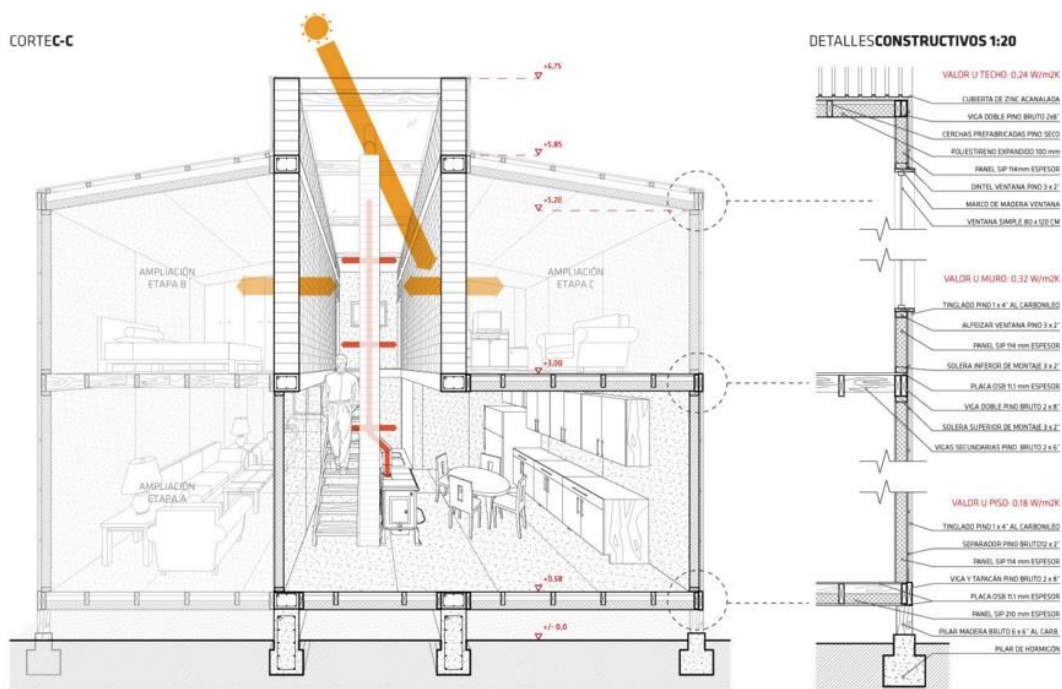 CORTEC-C
+6,75
+5,85
+5,20
AMPLIACIÓN
ETAPA B
AMPLIACIÓN
ETAPA C
+3,00
AMPLIACIÓN
ETAPA A
+0,58
+/- 0,0
DETALLESCONSTRUCTIVOS 1:20
VALOR U TECHO: 0,24 W/m2K
CUBIERTA DE ZINC ACANALADA
VIGA DOBLE PINO BRUTO 2x8"
CERCHAS PREFABRICADAS PINO SECO
POLIESTIRENO EXPANDIDO 100 mm
PANEL SIP 114mm ESPESOR
DINTEL VENTANA PINO 3 x 2"
MARCO DE MADERA VENTANA
VENTANA SIMPLE 80 x 120 CM
VALOR U MURO: 0,32 W/m2K
TINGLADO PINO 1 x 4" AL CARBONILEO
ALFEIZAR VENTANA PINO 3 x 2"
PANEL SIP 114 mm ESPESOR
SOLERA INFERIOR DE MONTAJE 3 x 2"
PLACA OSB 11,1 mm ESPESOR
VIGA DOBLE PINO BRUTO 2 x 8"
SOLERA SUPERIOR DE MONTAJE 3 x 2"
VIGAS SECUNDARIAS PINO BRUTO 2 x 6"
VALOR U PISO: 0,18 W/m2K
TINGLADO PINO 1 x 4" AL CARBONILEO
SEPARADOR PINO BRUTO 1/2 x 2"
PANEL SIP 114 mm ESPESOR
VIGA Y TAPACÁN PINO BRUTO 2 x 8"
PLACA OSB 11,1 mm ESPESOR
PANEL SIP 210 mm ESPESOR
PILAR MADERA BRUTO 6 x 6" AL CARB.
PILAR DE HORMIGÓN